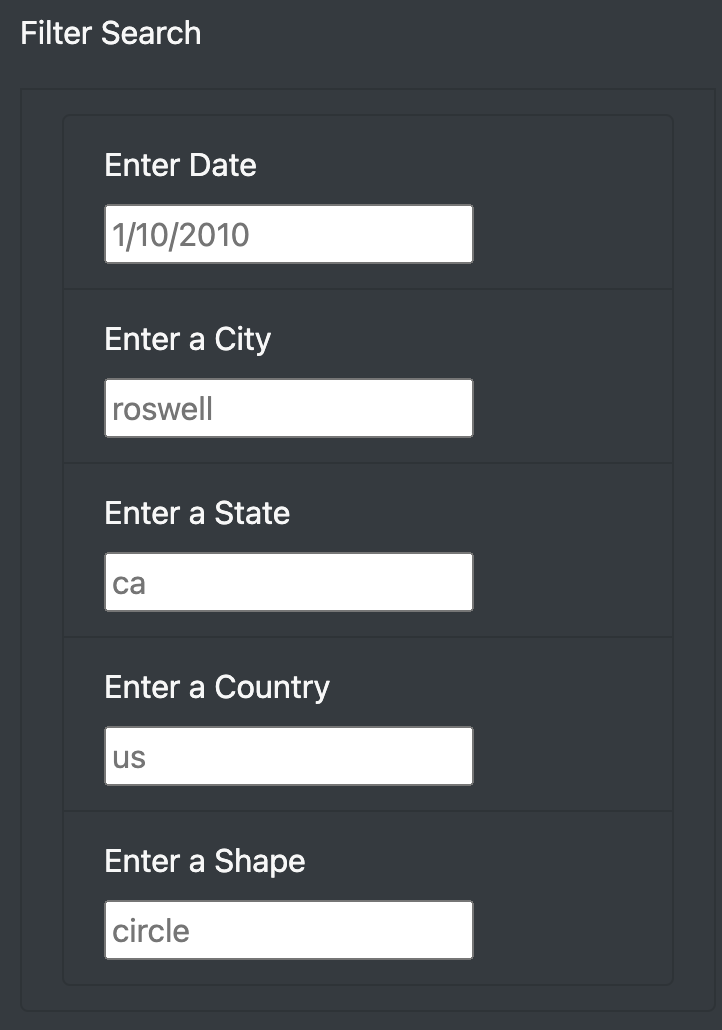 Filter Search
Enter Date
1/10/2010
Enter a City
roswell
Enter a State
ca
Enter a Country
us
Enter a Shape
circle